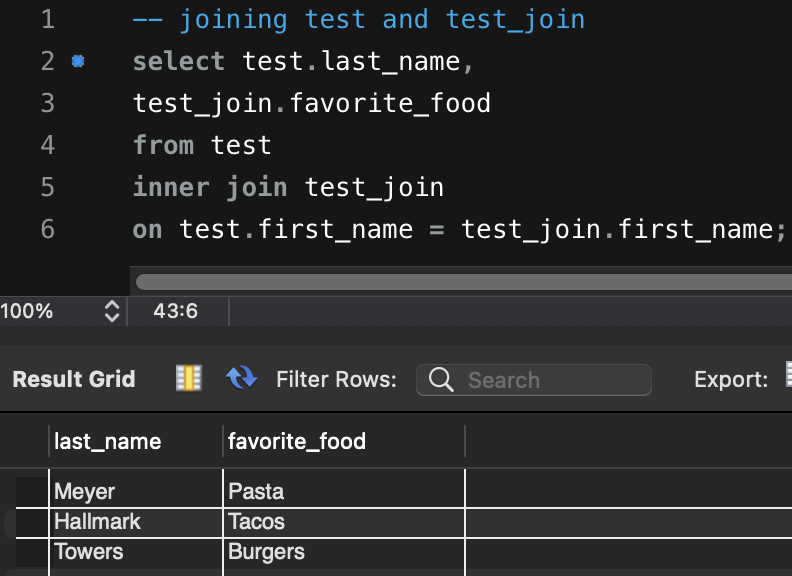 1 -- joining test and test_join
2 select test.last_name,
3 test_join.favorite_food
4 from test
5 inner join test_join
6 on test.first_name = test_join.first_name;
100% 43:6
Result Grid Filter Rows: Search Export:
last_name favorite_food
Meyer Pasta
Hallmark Tacos
Towers Burgers